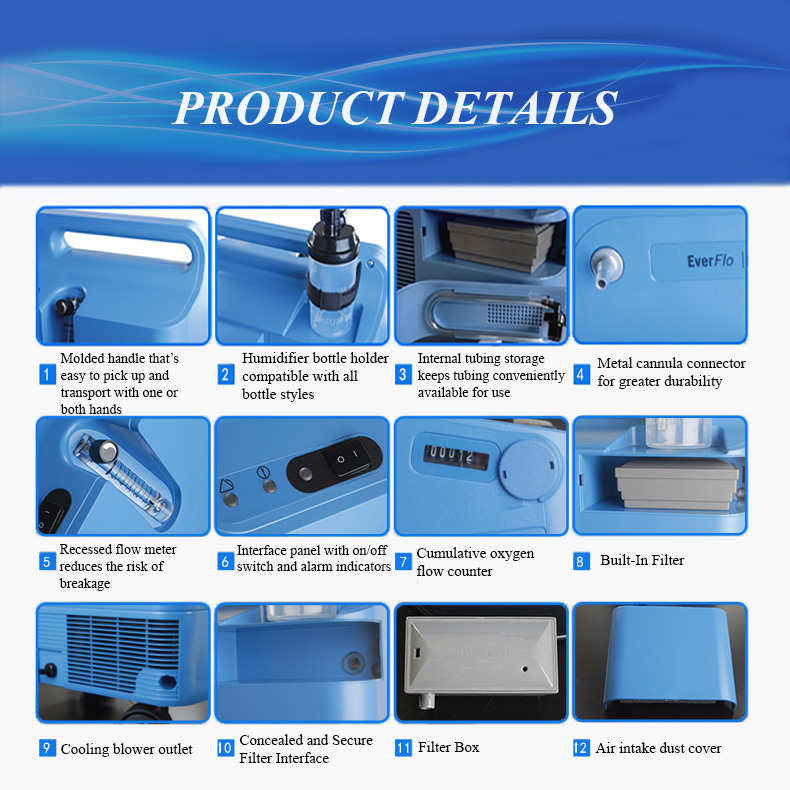 PRODUCT DETAILS
EverFlo
1 Molded handle that's
easy to pick up and
transport with one or
both hands
2 Humidifier bottle holder
compatible with all
bottle styles
3 Internal tubing storage
keeps tubing conveniently
available for use
4 Metal cannula connector
for greater durability
00012
5 Recessed flow meter
reduces the risk of
breakage
6 Interface panel with on/off
switch and alarm indicators
7 Cumulative oxygen
flow counter
8 Built-In Filter
9 Cooling blower outlet
10 Concealed and Secure
Filter Interface
11 Filter Box
12 Air intake dust cover